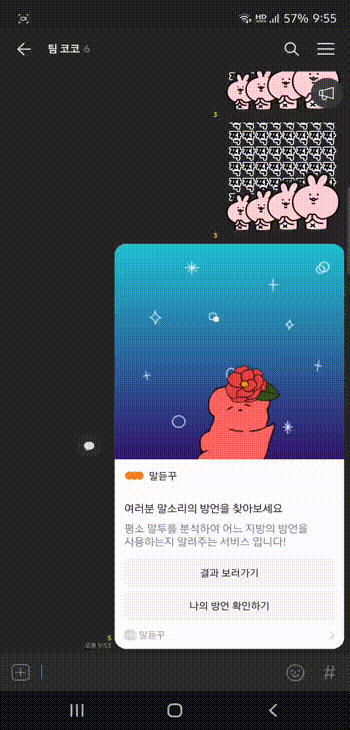 HD 57% 9:55
팀코코 6
3
3
말듣꾸
여러분 말소리의 방언을 찾아보세요
평소 말투를 분석하여 어느 지방의 방언을
사용하는지 알려주는 서비스 입니다!
결과 보러가기
나의 방언 확인하기
말듣꾸
5
오후 9:53
#